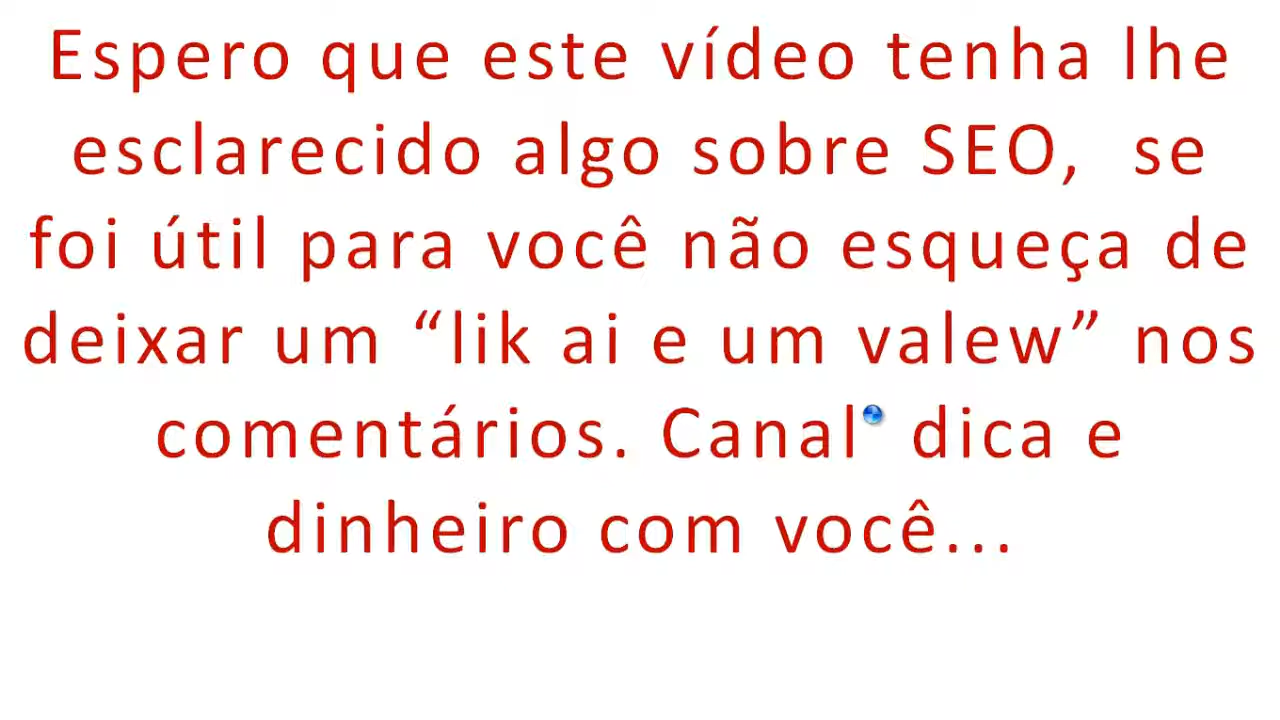 Espero que este vídeo tenha lhe
esclarecido algo sobre SEO, se
foi útil para você não esqueça de
deixar um “lik ai e um valew” nos
comentários. Canal dica e
dinheiro com você...